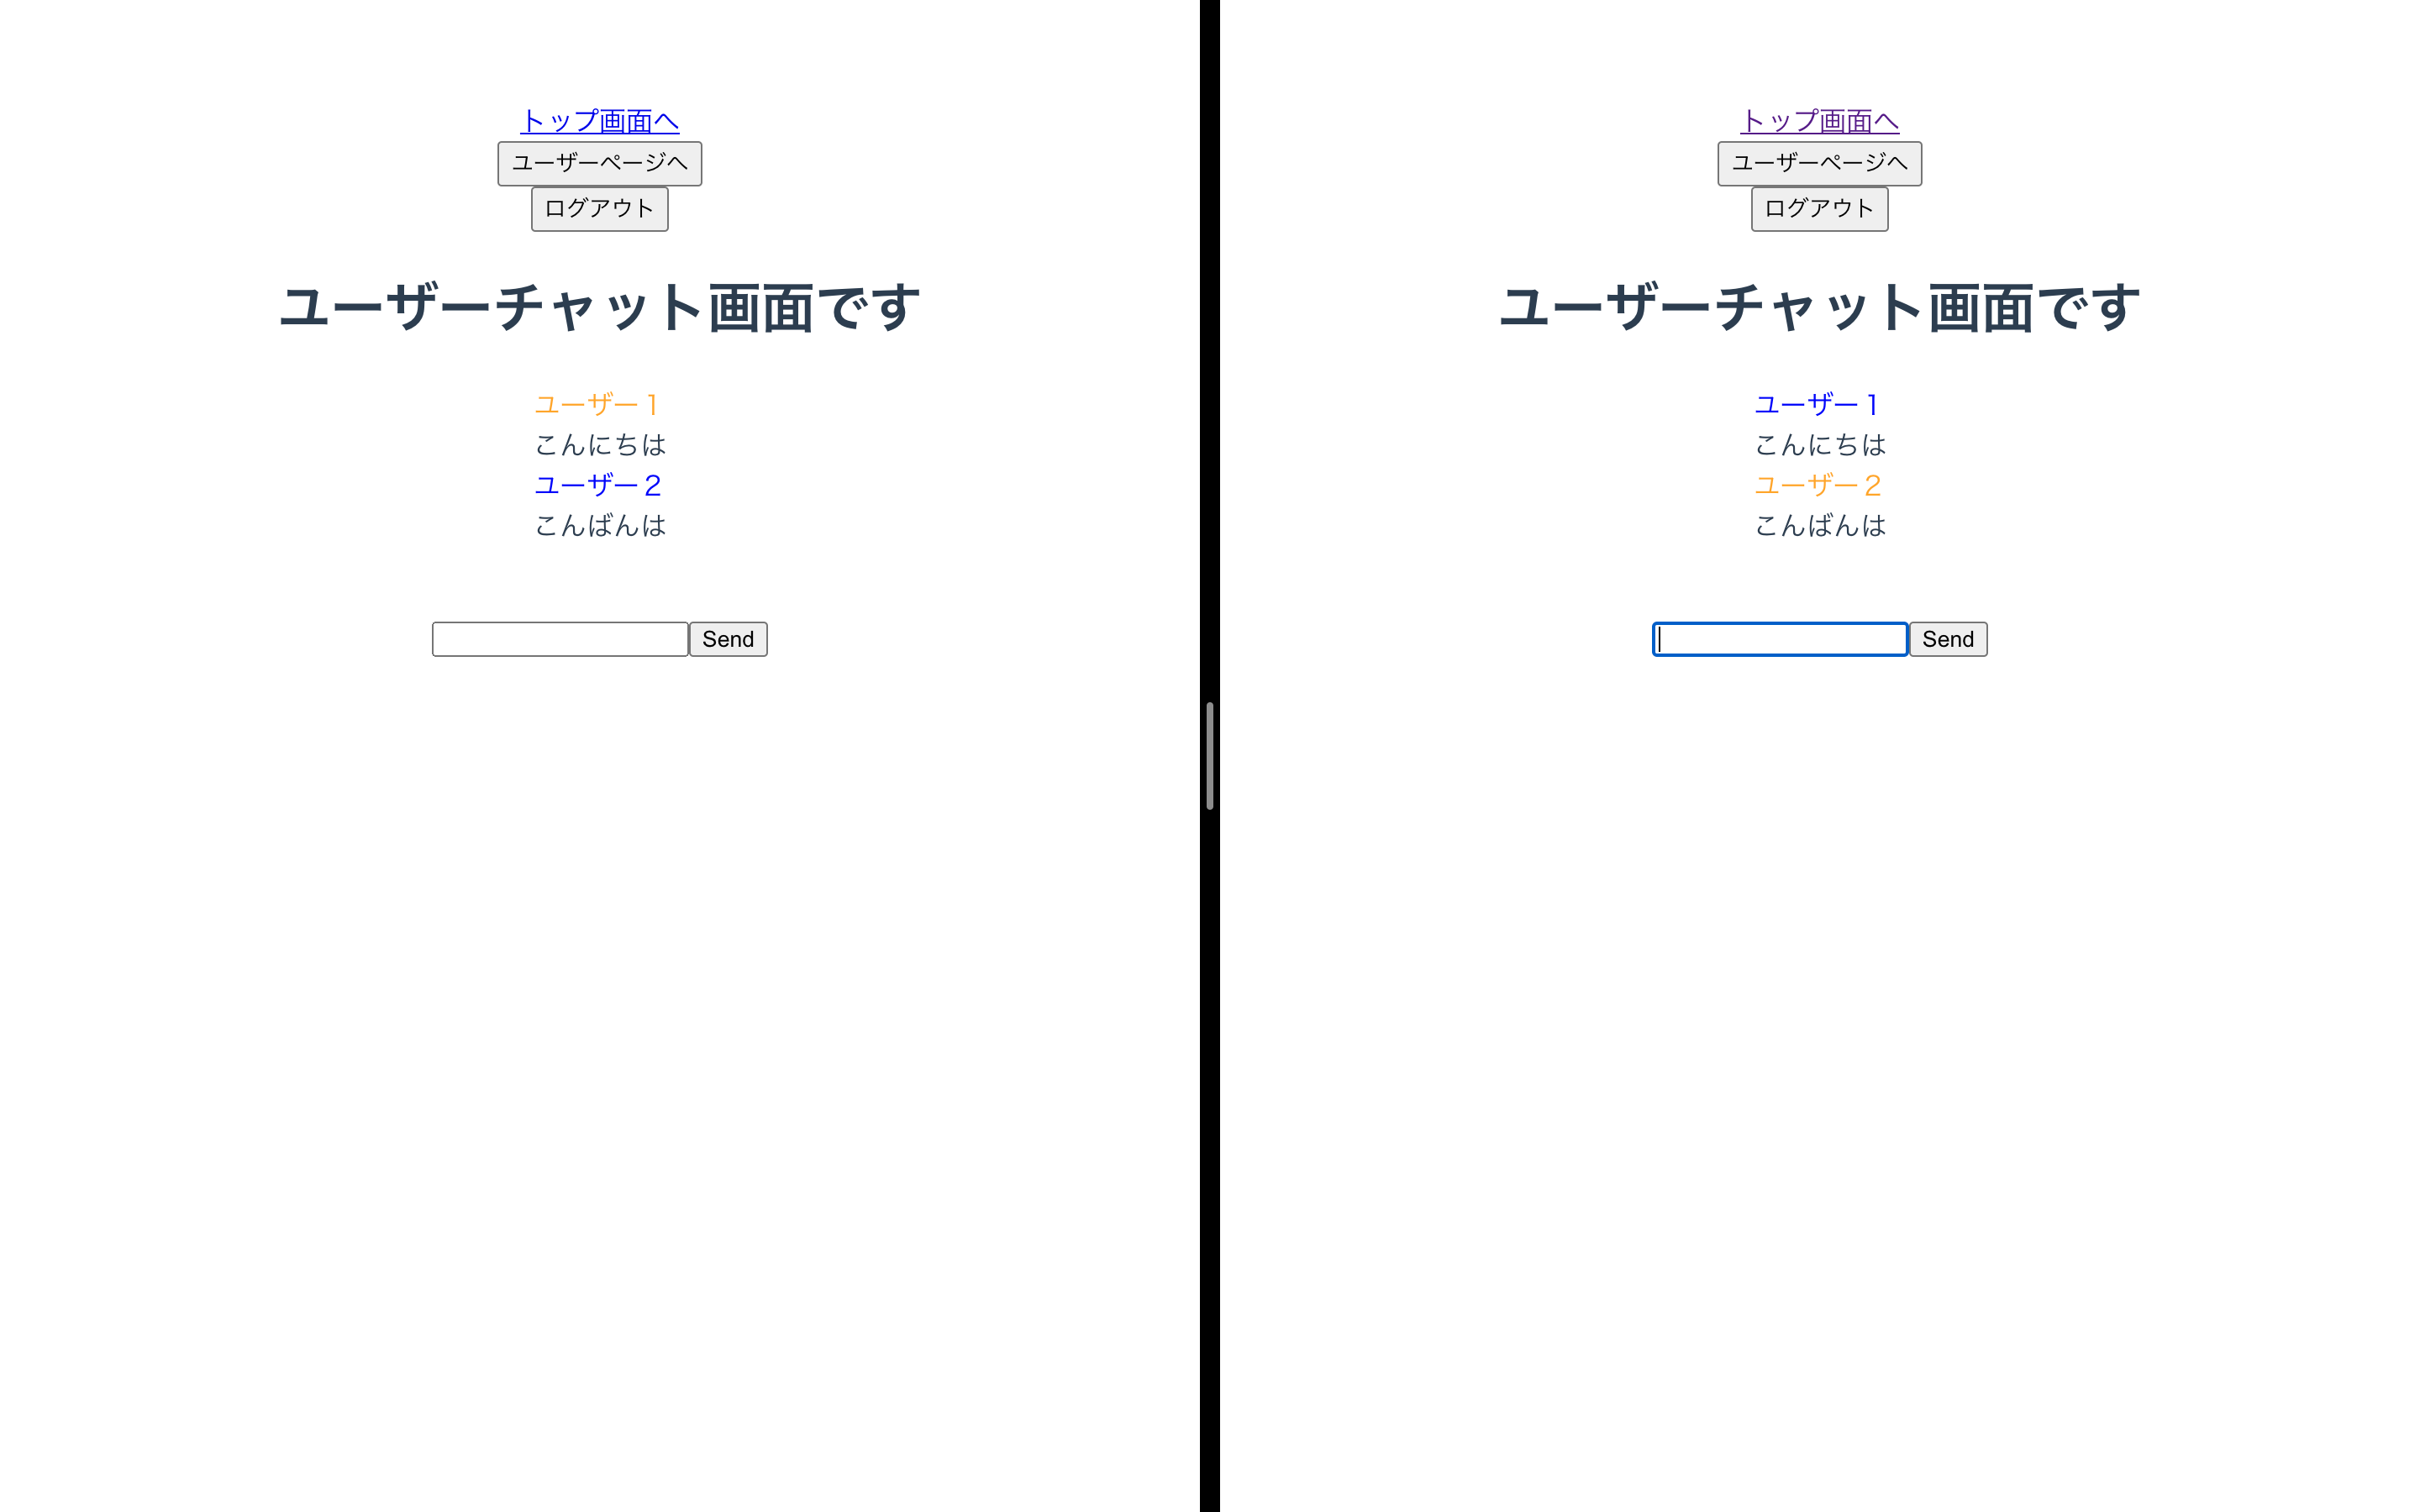 トップ画面へ
ユーザーページへ
ログアウト
ユーザーチャット画面です
ユーザー1
こんにちは
ユーザー2
こんばんは
Send
トップ画面へ
ユーザーページへ
ログアウト
ユーザーチャット画面です
ユーザー1
こんにちは
ユーザー2
こんばんは
Send